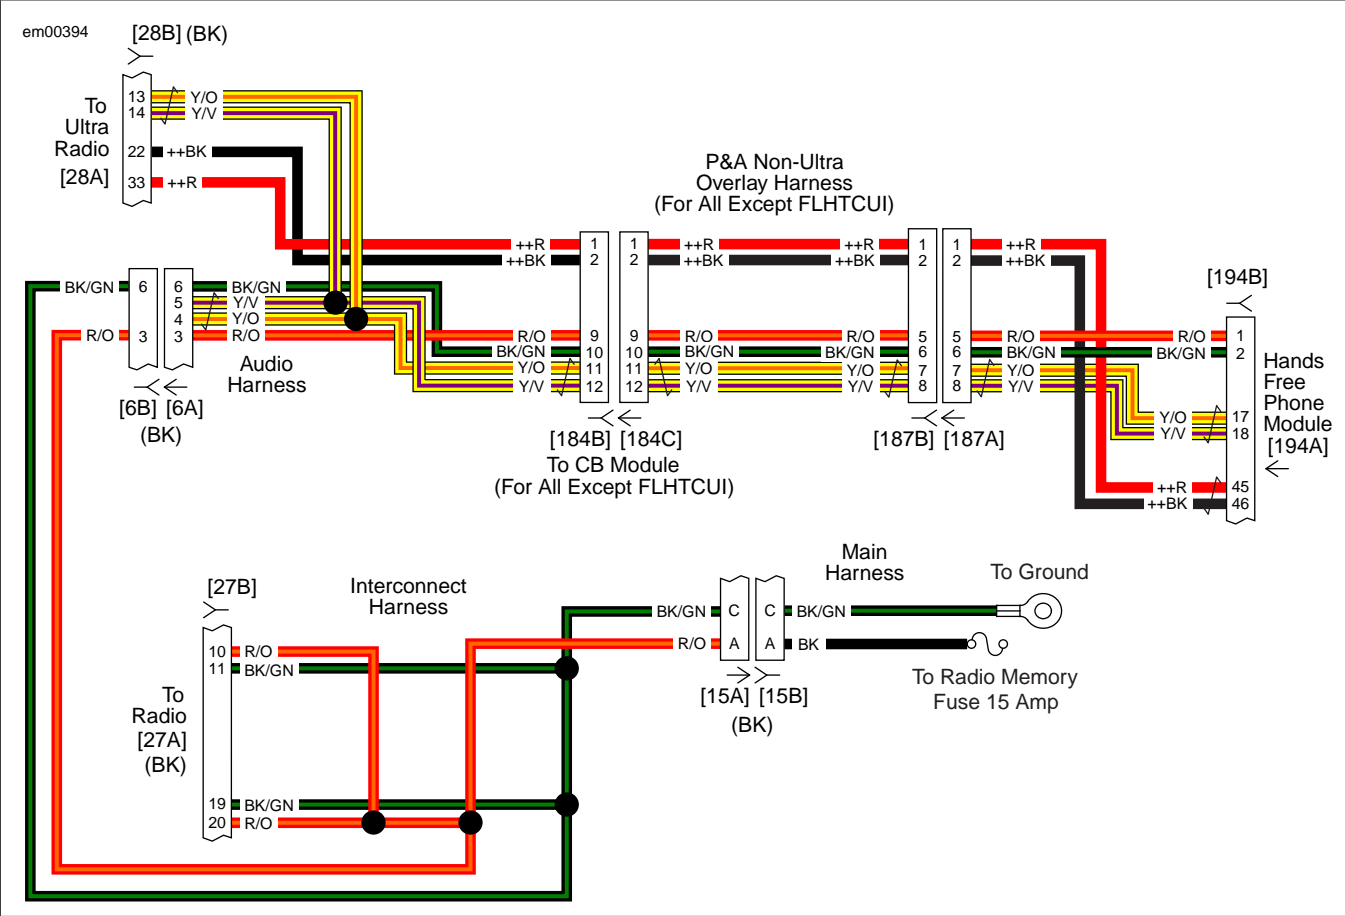 em00394
[28B] (BK)
To
Ultra
Radio
[28A]
13 Y/O
14 Y/V
22 ++BK
33 ++R
P&A Non-Ultra
Overlay Harness
(For All Except FLHTCUI)
++R 1 1 ++R ++R 1 1 ++R
++BK 2 2 ++BK ++BK 2 2 ++BK
[194B]
BK/GN 6 6 BK/GN
5 Y/V
4 Y/O
R/O 3 3 R/O
Audio
Harness
[6B] [6A]
(BK)
R/O 9 9 R/O R/O 5 5 R/O R/O 1
BK/GN 10 10 BK/GN BK/GN 6 6 BK/GN BK/GN 2
Y/O 11 11 Y/O Y/O 7 7 Y/O
Y/V 12 12 Y/V Y/V 8 8 Y/V
Y/O 17
Y/V 18
++R 45
++BK 46
Hands
Free
Phone
Module
[194A]
[184B] [184C]
To CB Module
(For All Except FLHTCUI)
[187B] [187A]
[27B]
Interconnect
Harness
Main
Harness
To Ground
BK/GN C C BK/GN
R/O A A BK
To Radio Memory
Fuse 15 Amp
[15A] [15B]
(BK)
10 R/O
11 BK/GN
To
Radio
[27A]
(BK)
19 BK/GN
20 R/O